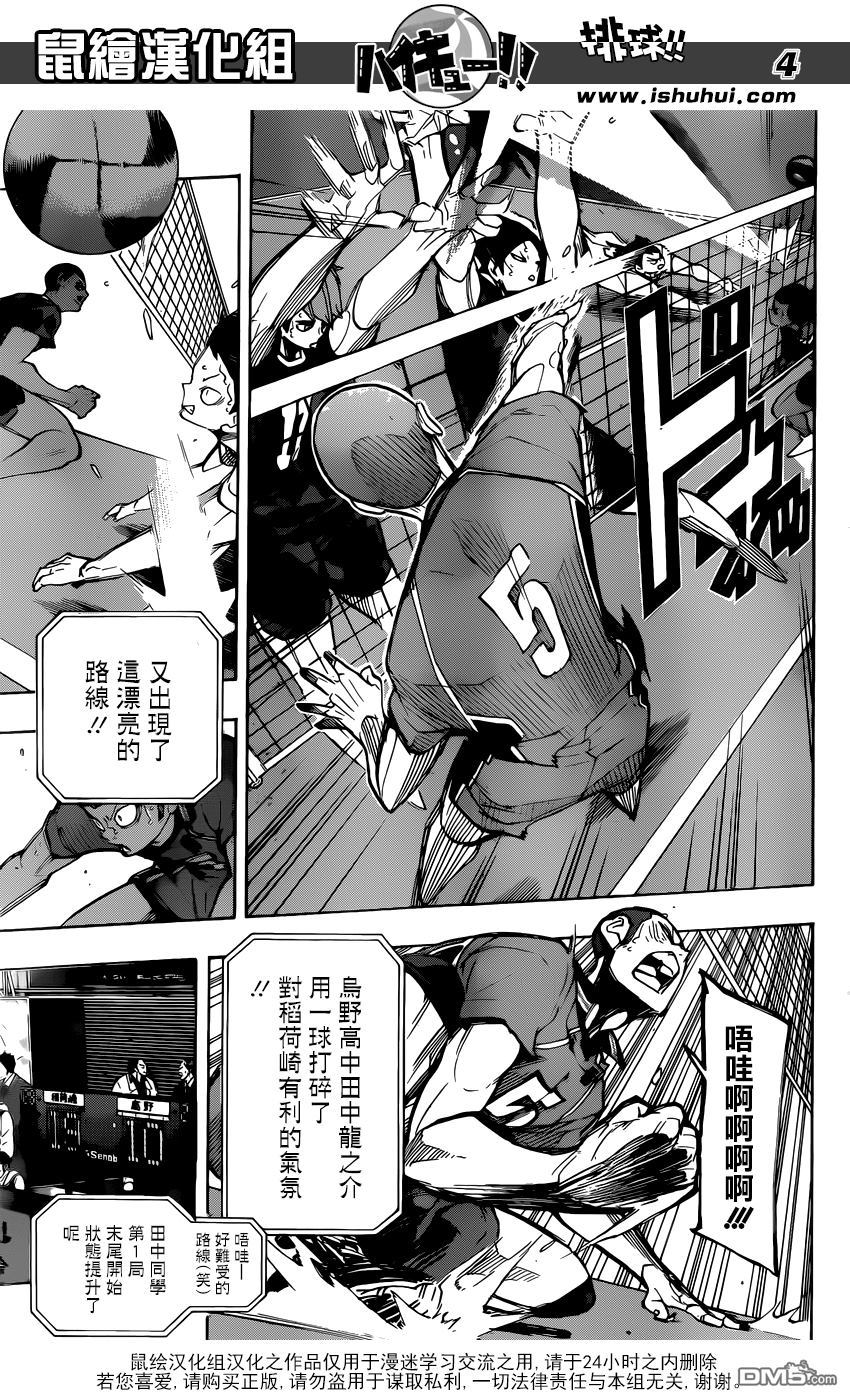 鼠繪漢化組
ハイキュー!!
排球!!
4
www.ishuhui.com
ド
11
5
又出現了
這漂亮的
路線!!
唔哇啊啊啊啊!!!
5
烏野高中田中龍之介
用一球打碎了
對稻荷崎有利的氣氛
!!
稲荷崎
烏野
Senoh
唔哇—
好難受的
路線(笑)
田中同學
第1局
末尾開始
狀態提升了
呢
鼠绘汉化组汉化之作品仅用于漫迷学习交流之用, 请于24小时之内删除
若您喜爱, 请购买正版, 请勿盗用于谋取私利, 一切法律责任与本组无关, 谢谢。
DM5.com